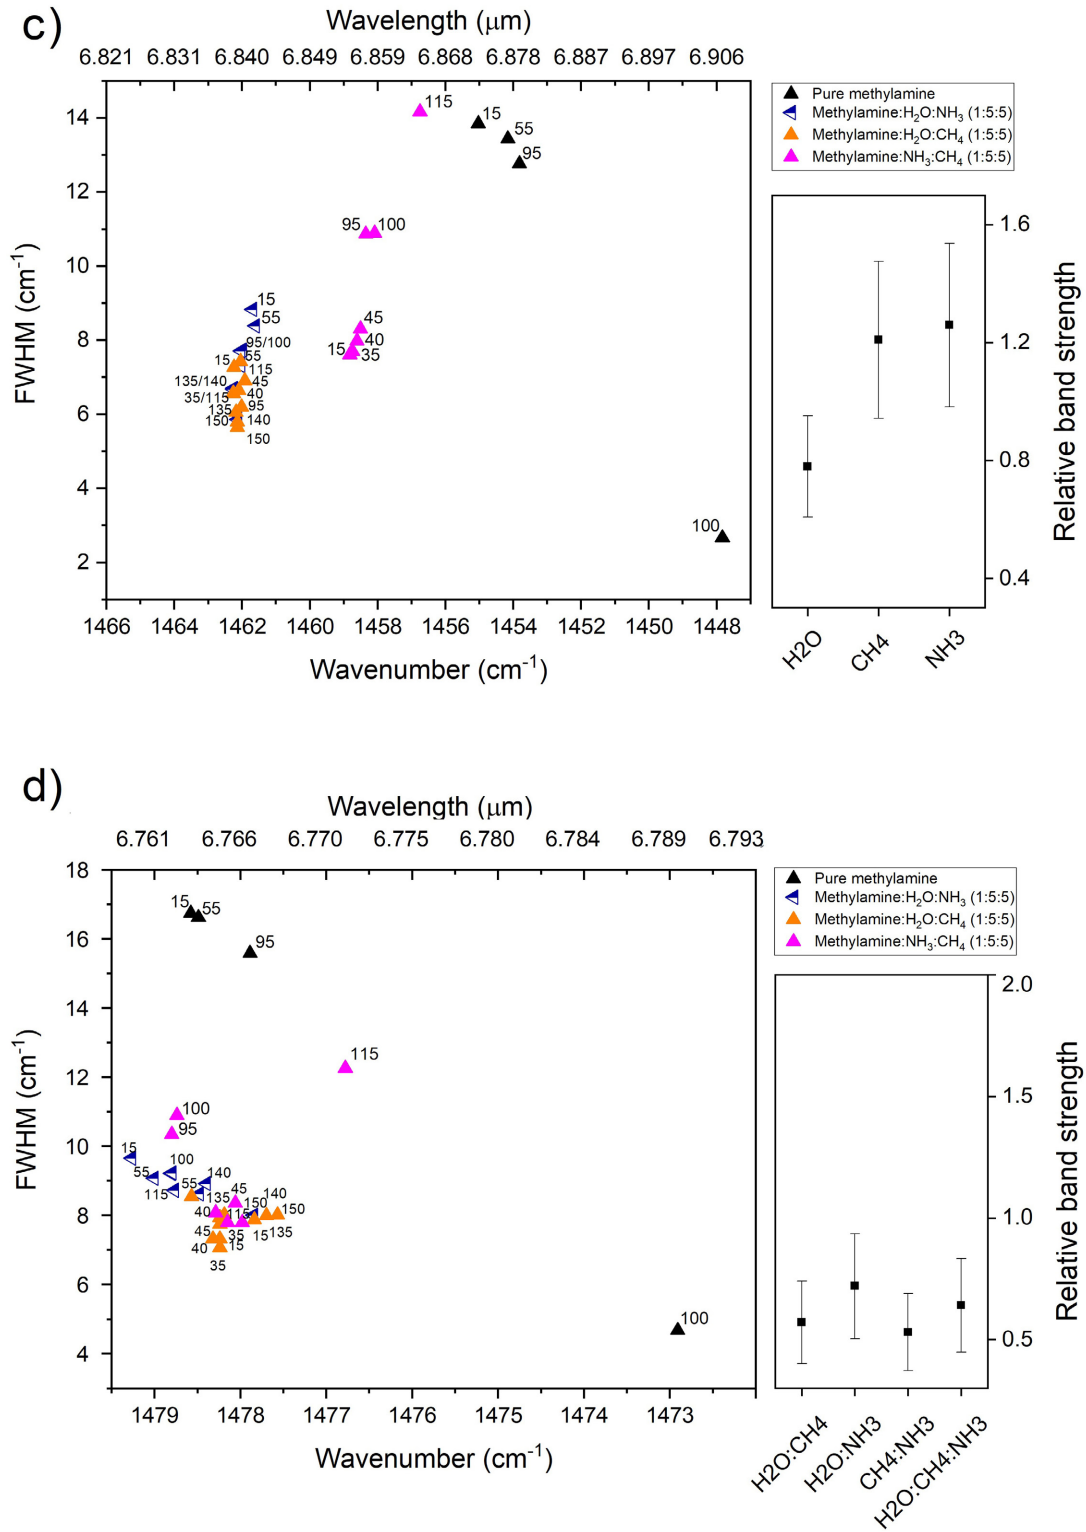 c)
Wavelength (μm)
6.821 6.831 6.840 6.849 6.859 6.868 6.878 6.887 6.897 6.906
FWHM (cm-1)
14
12
10
8
6
4
2
115
15
55
95
95 100
15
55
45
95/100
40
15 55
15 35
115
135/140 45
35/115 40
135 95
150 140
150
100
1466 1464 1462 1460 1458 1456 1454 1452 1450 1448
Wavenumber (cm-1)
Pure methylamine
Methylamine:H2O:NH3 (1:5:5)
Methylamine:H2O:CH4 (1:5:5)
Methylamine:NH3:CH4 (1:5:5)
1.6
1.2
0.8
0.4
Relative band strength
H2O CH4 NH3
d)
Wavelength (μm)
6.761 6.766 6.770 6.775 6.780 6.784 6.789 6.793
FWHM (cm-1)
18
16
14
12
10
8
6
4
15 55
95
115
100
95
15
55 100
55 140
115 135 45
150 140
40 115 150
45 35 15 135
40 15
35
100
1479 1478 1477 1476 1475 1474 1473
Wavenumber (cm-1)
Pure methylamine
Methylamine:H2O:NH3 (1:5:5)
Methylamine:H2O:CH4 (1:5:5)
Methylamine:NH3:CH4 (1:5:5)
2.0
1.5
1.0
0.5
Relative band strength
H2O:CH4 H2O:NH3 CH4:NH3 H2O:CH4:NH3